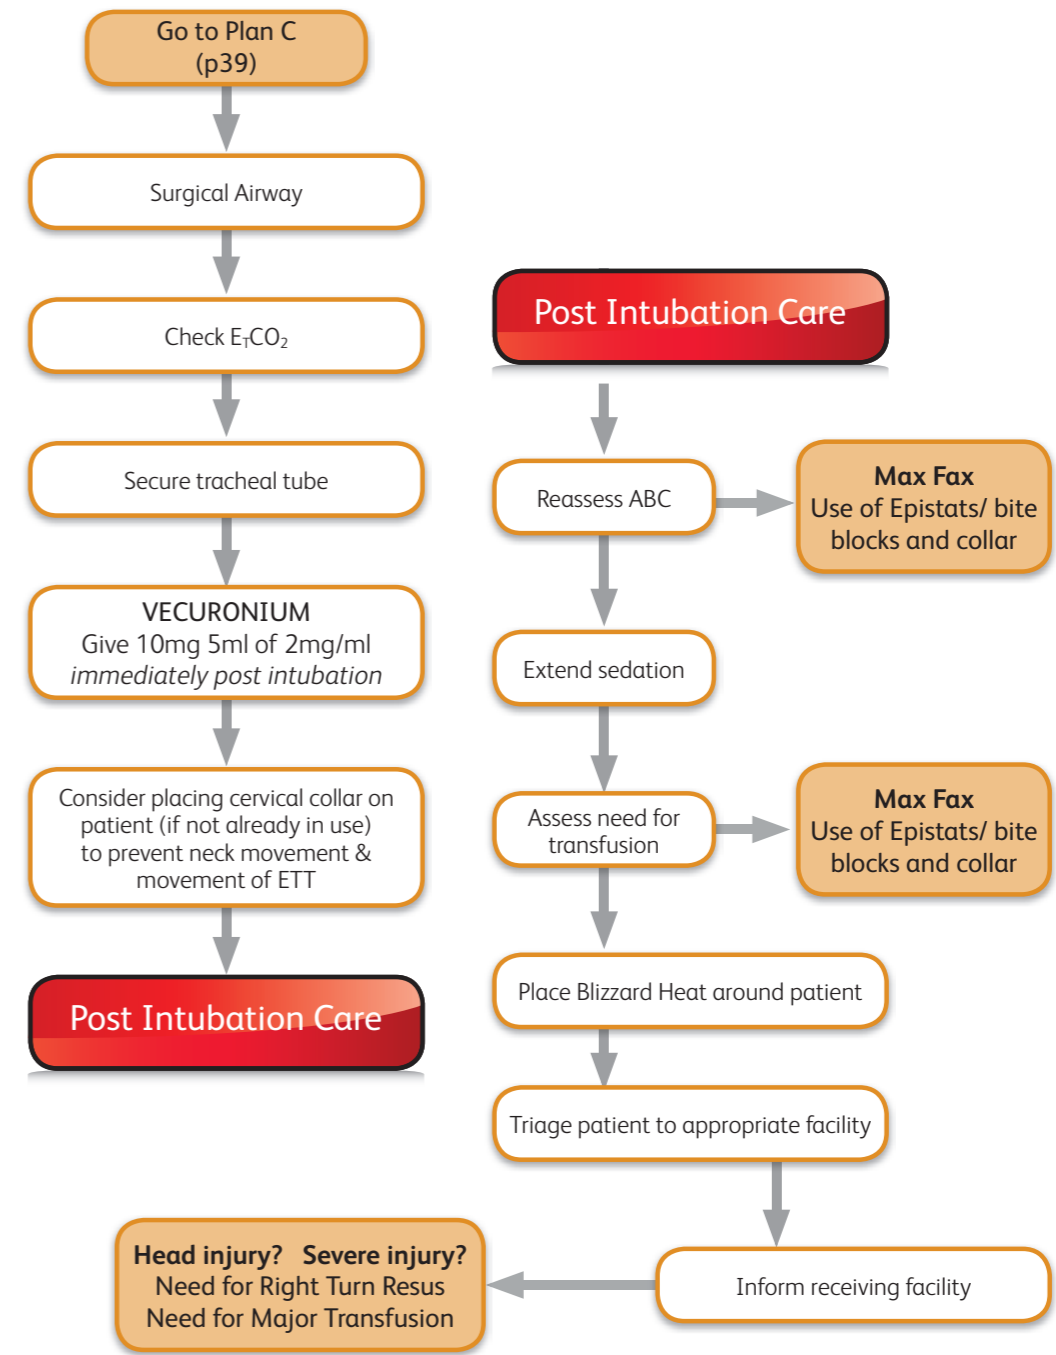 Go to Plan C
(p39)
Surgical Airway
Check ETCO2
Secure tracheal tube
VECURONIUM
Give 10mg 5ml of 2mg/ml
immediately post intubation
Consider placing cervical collar on
patient (if not already in use)
to prevent neck movement &
movement of ETT
Post Intubation Care
Post Intubation Care
Reassess ABC
Max Fax
Use of Epistats/ bite
blocks and collar
Extend sedation
Assess need for
transfusion
Max Fax
Use of Epistats/ bite
blocks and collar
Place Blizzard Heat around patient
Triage patient to appropriate facility
Inform receiving facility
Head injury? Severe injury?
Need for Right Turn Resus
Need for Major Transfusion